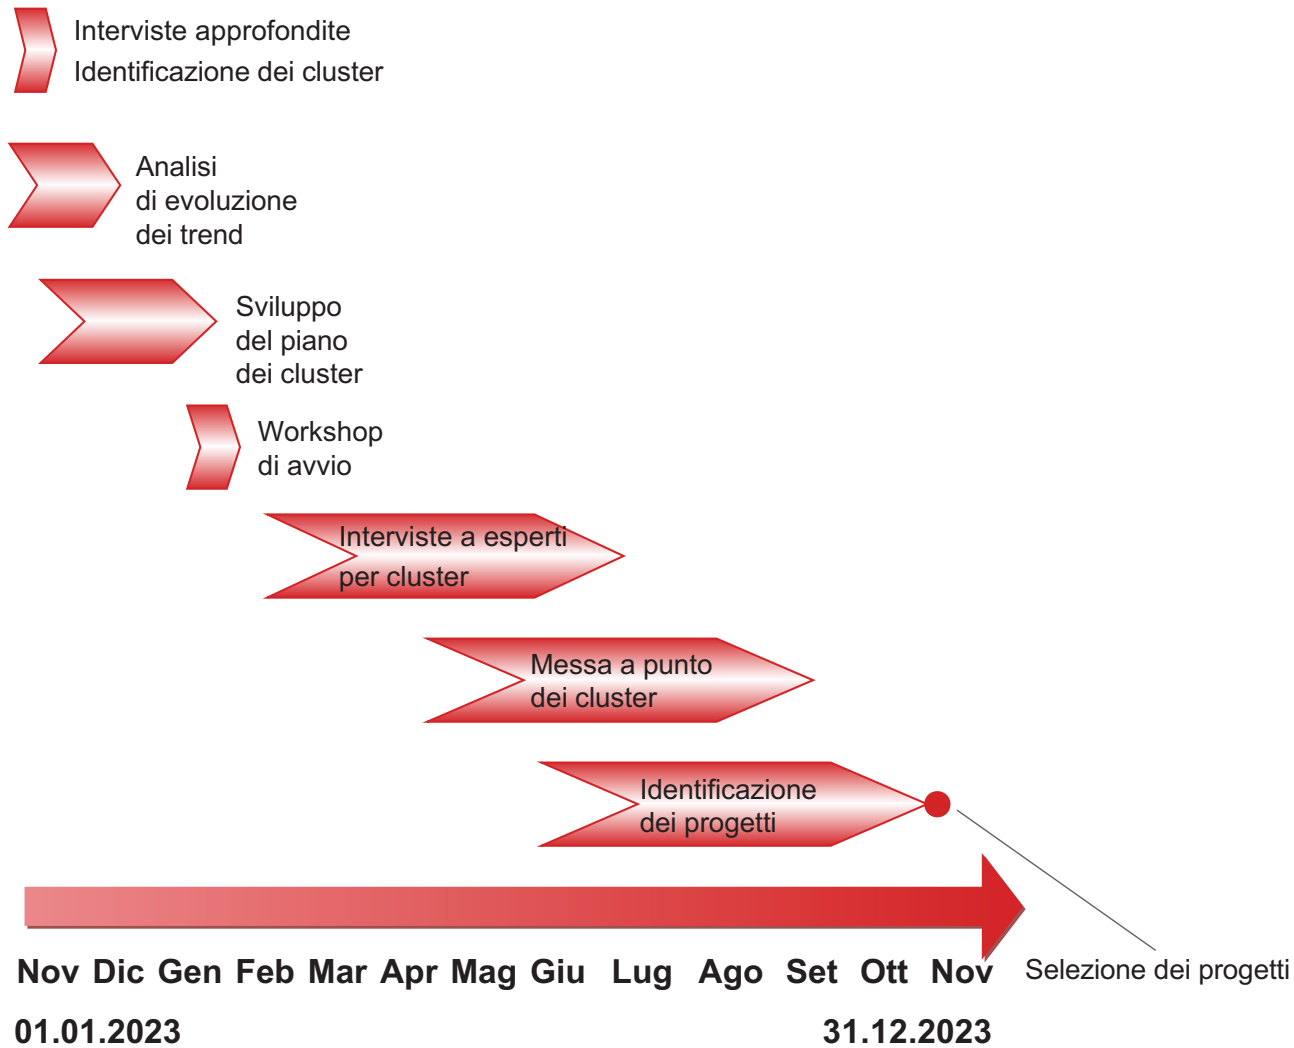 Interviste approfondite
Identificazione dei cluster
Analisi
di evoluzione
dei trend
Sviluppo
del piano
dei cluster
Workshop
di avvio
Interviste a esperti
per cluster
Messa a punto
dei cluster
Identificazione
dei progetti
Nov Dic Gen Feb Mar Apr Mag Giu Lug Ago Set Ott Nov
Selezione dei progetti
01.01.2023 31.12.2023